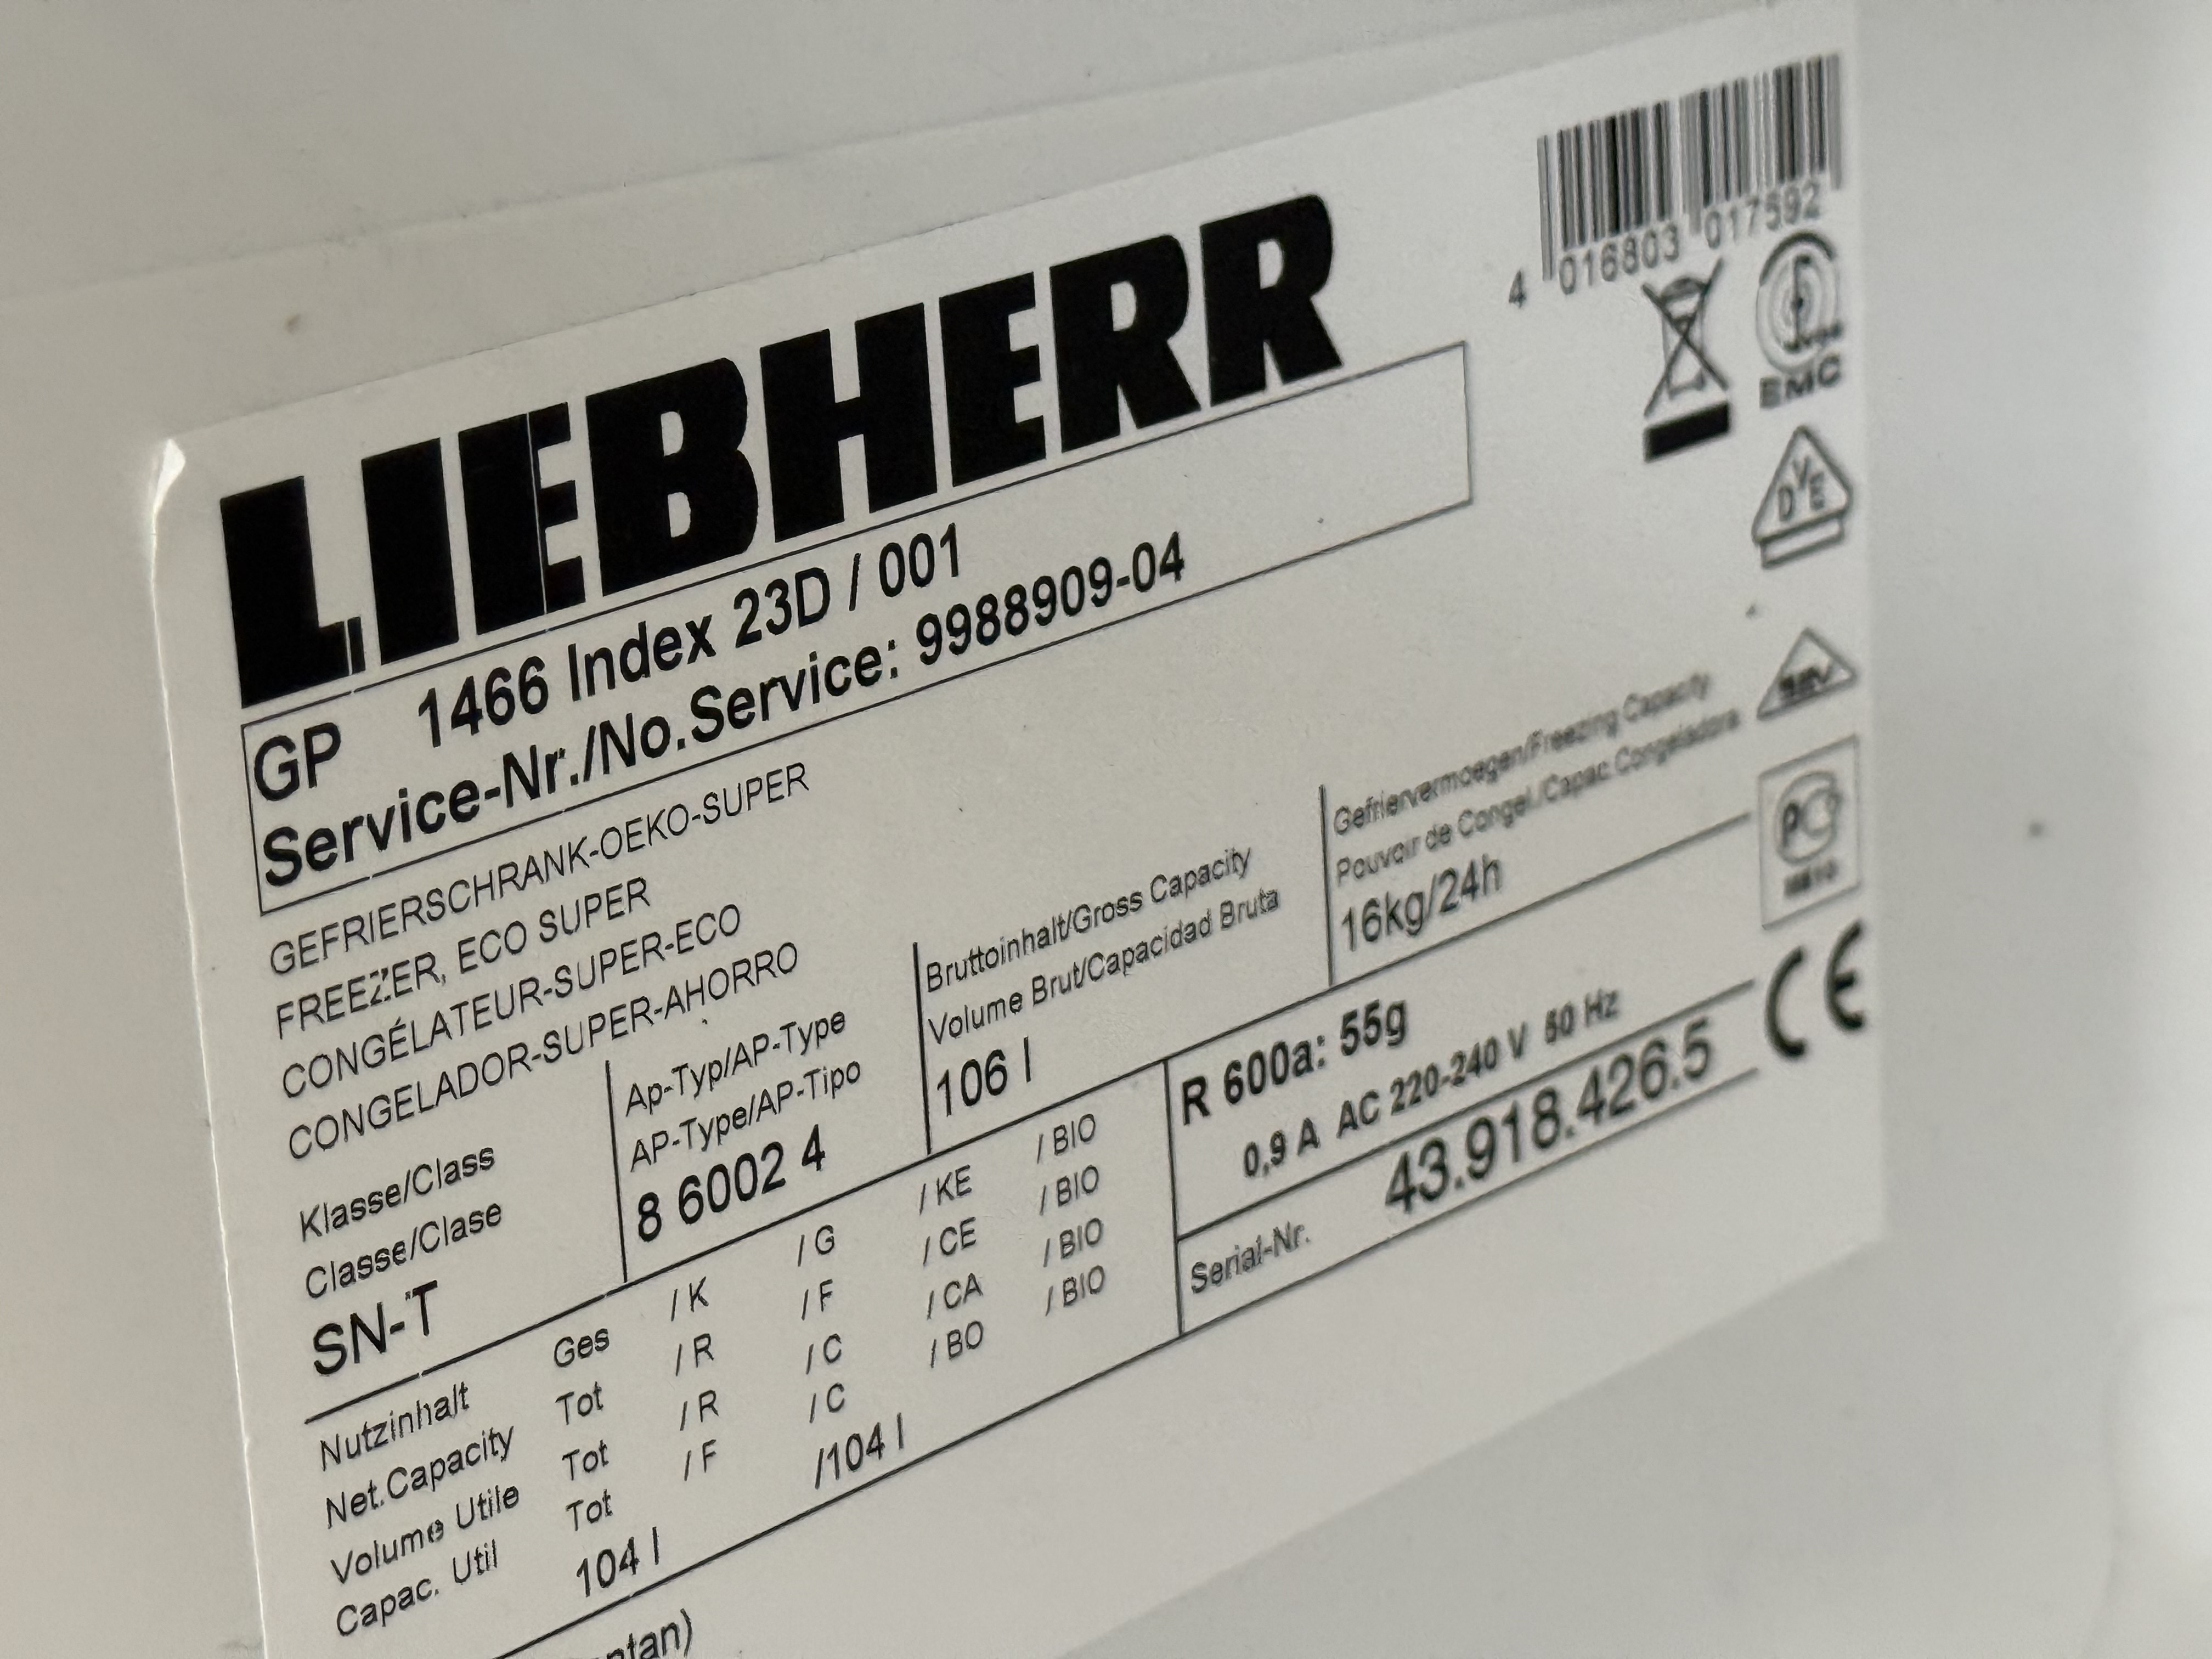 4 016803 017592
LIEBHERR
GP 1466 Index 23D / 001
Service-Nr./No.Service: 9988909-04
EMC
DVE
SEV
GEFRIERSCHRANK-OEKO-SUPER
FREEZER, ECO SUPER
CONGÉLATEUR-SUPER-ECO
CONGELADOR-SUPER-AHORRO
Klasse/Class
Classe/Clase
SN-T
Ap-Typ/AP-Type
AP-Type/AP-Tipo
8 6002 4
Bruttoinhalt/Gross Capacity
Volume Brut/Capacidad Bruta
106 l
Gefriervermoegen/Freezing Capacity
Pouvoir de Congel./Capac.Congeladora
16kg/24h
Nutzinhalt Ges / K / G / KE / BIO
Net.Capacity Tot / R / F / CE / BIO
Volume Utile Tot / R / C / CA / BIO
Capac. Util Tot / F / C / BO / BIO
104 l /104 l
R 600a: 55g
0,9 A AC 220-240 V 50 Hz
Serial-Nr. 43.918.426.5
CE
ntan)